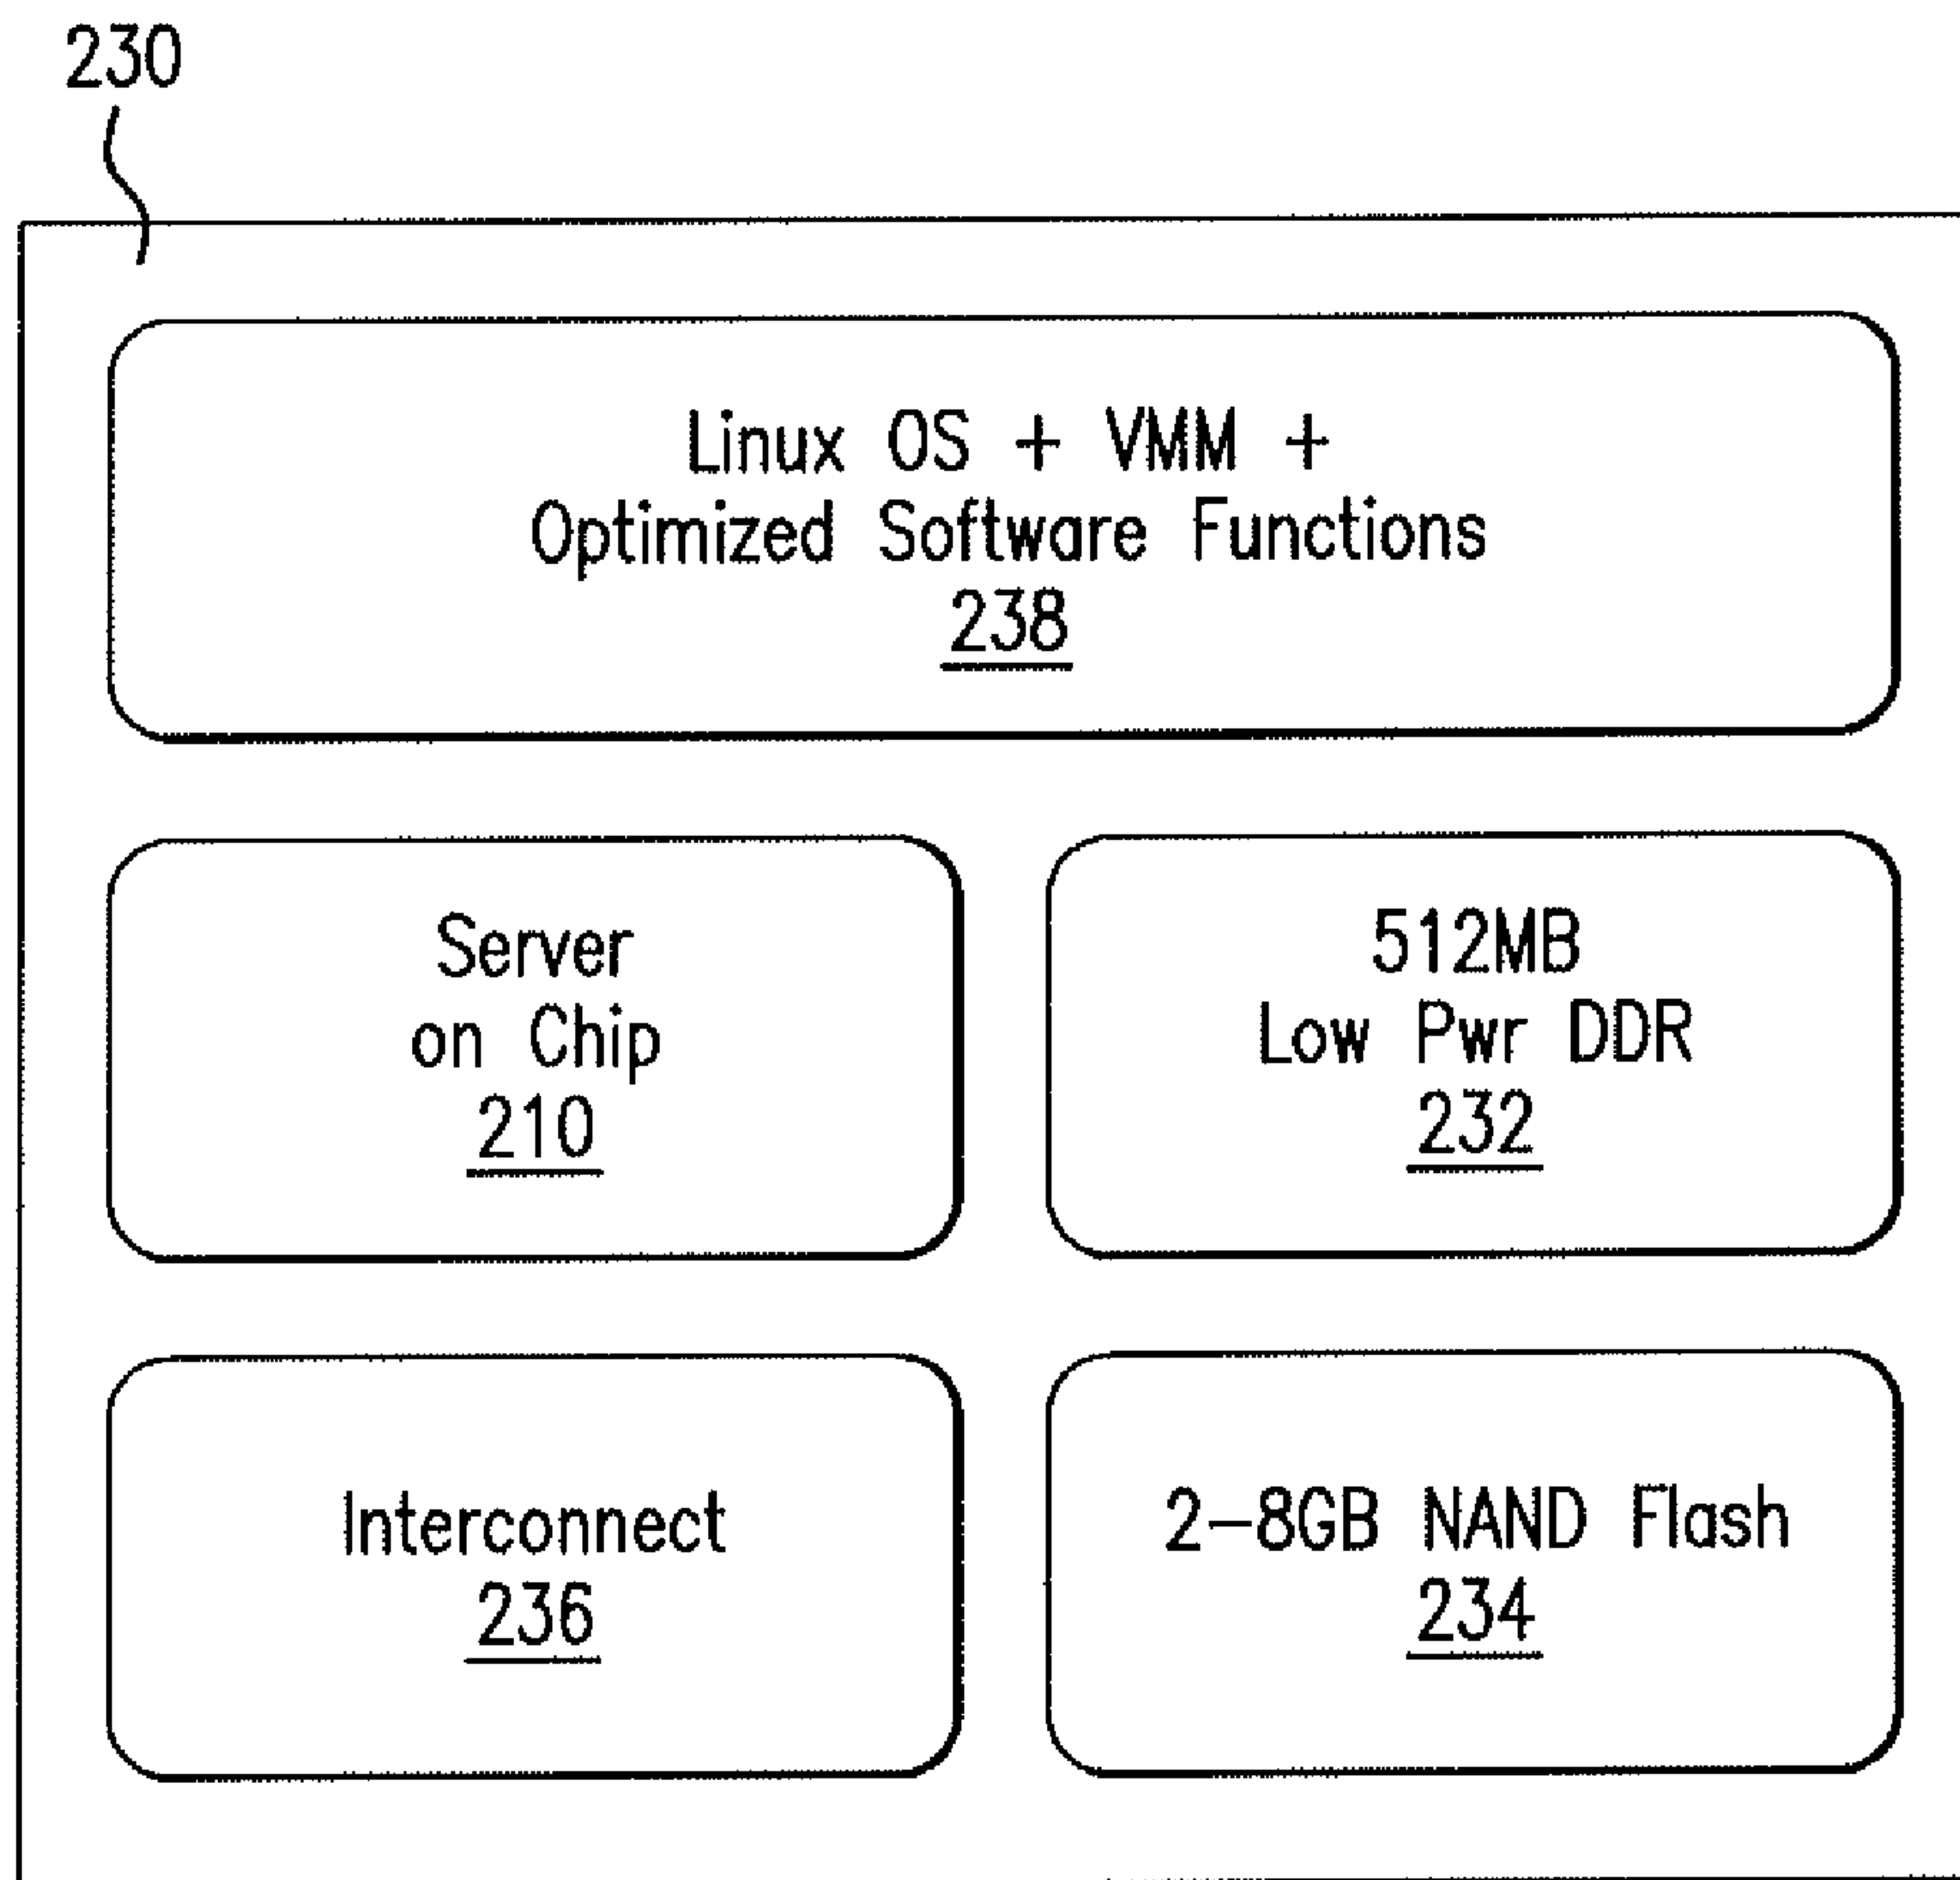 230
Linux OS + VMM +
Optimized Software Functions
238
Server
on Chip
210
512MB
Low Pwr DDR
232
Interconnect
236
2-8GB NAND Flash
234